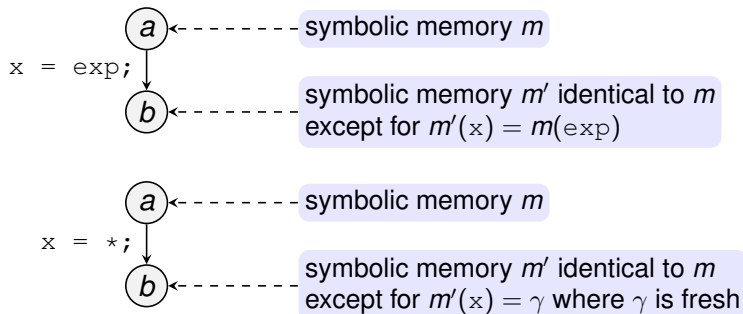 a
symbolic memory m
x = exp;
b
symbolic memory m′ identical to m
except for m′(x) = m(exp)
a
symbolic memory m
x = *;
b
symbolic memory m′ identical to m
except for m′(x) = γ where γ is fresh